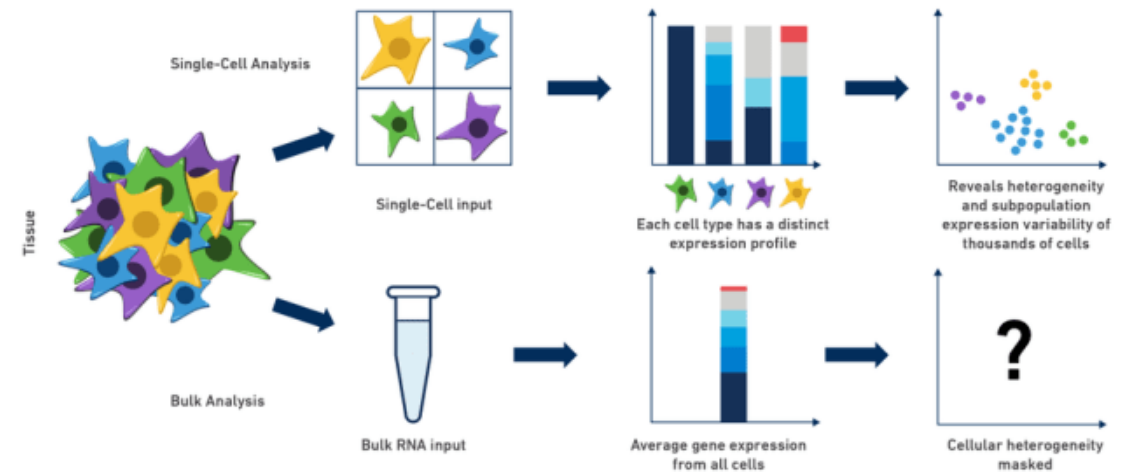 Single-Cell Analysis
Single-Cell input
Each cell type has a distinct
expression profile
Reveals heterogeneity
and subpopulation
expression variability of
thousands of cells
Tissue
Bulk Analysis
Bulk RNA input
Average gene expression
from all cells
?
Cellular heterogeneity
masked